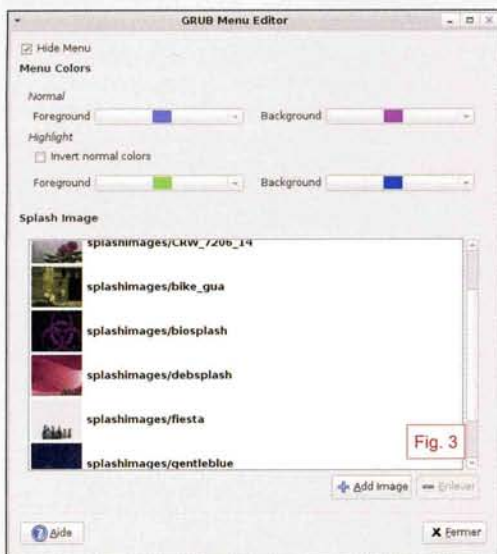 GRUB Menu Editor
Hide Menu
Menu Colors
Normal
Foreground Background
Highlight
Invert normal colors
Foreground Background
Splash Image
splashimages/CRW_7206_14
splashimages/bike_gua
splashimages/biosplash
splashimages/debsplash
splashimages/fiesta
splashimages/gentleblue
Fig. 3
Add Image Enlever
Aide Fermer